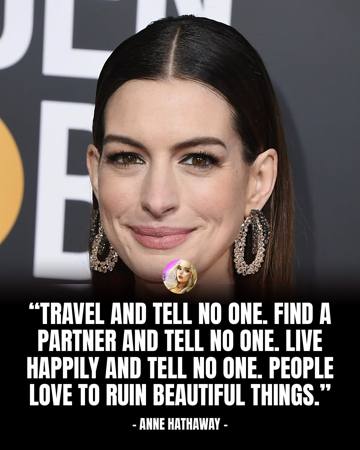 DEN
B
“TRAVEL AND TELL NO ONE. FIND A
PARTNER AND TELL NO ONE. LIVE
HAPPILY AND TELL NO ONE. PEOPLE
LOVE TO RUIN BEAUTIFUL THINGS.”
- ANNE HATHAWAY -